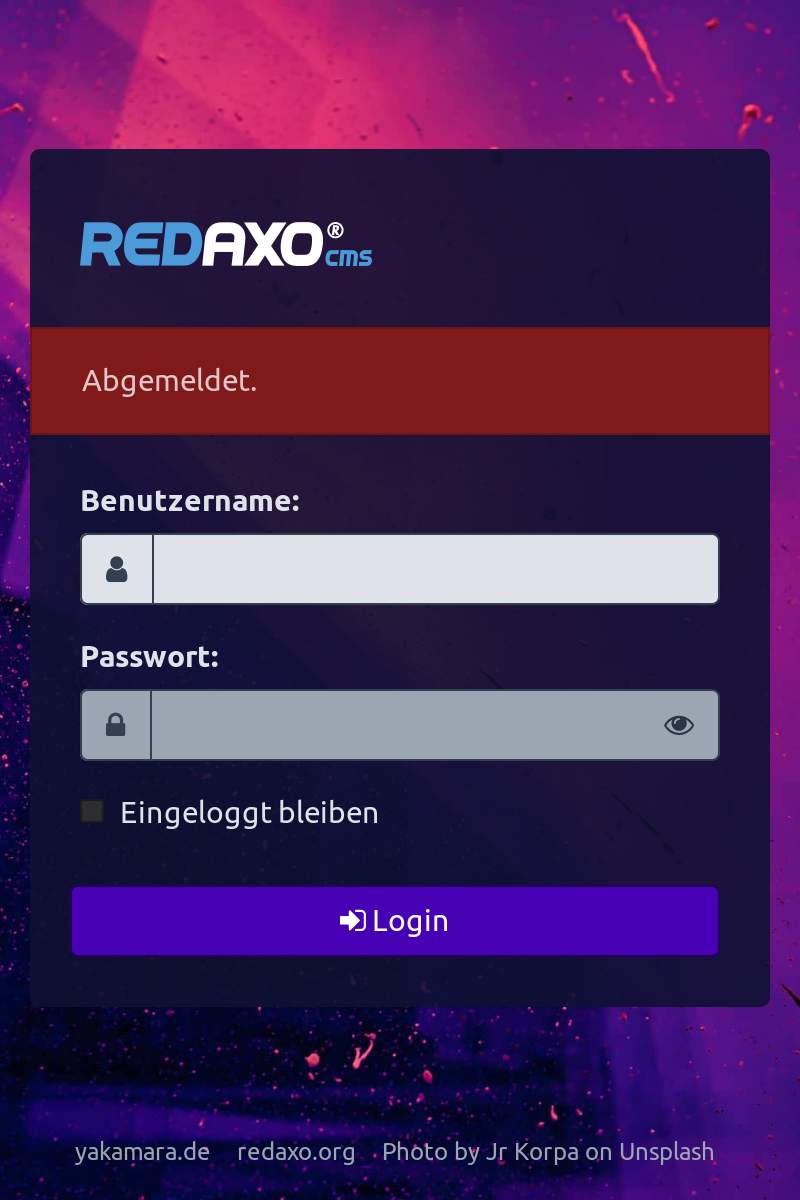 REDAXO® cms
Abgemeldet.
Benutzername:
Passwort:
Eingeloggt bleiben
Login
yakamara.de redaxo.org Photo by Jr Korpa on Unsplash